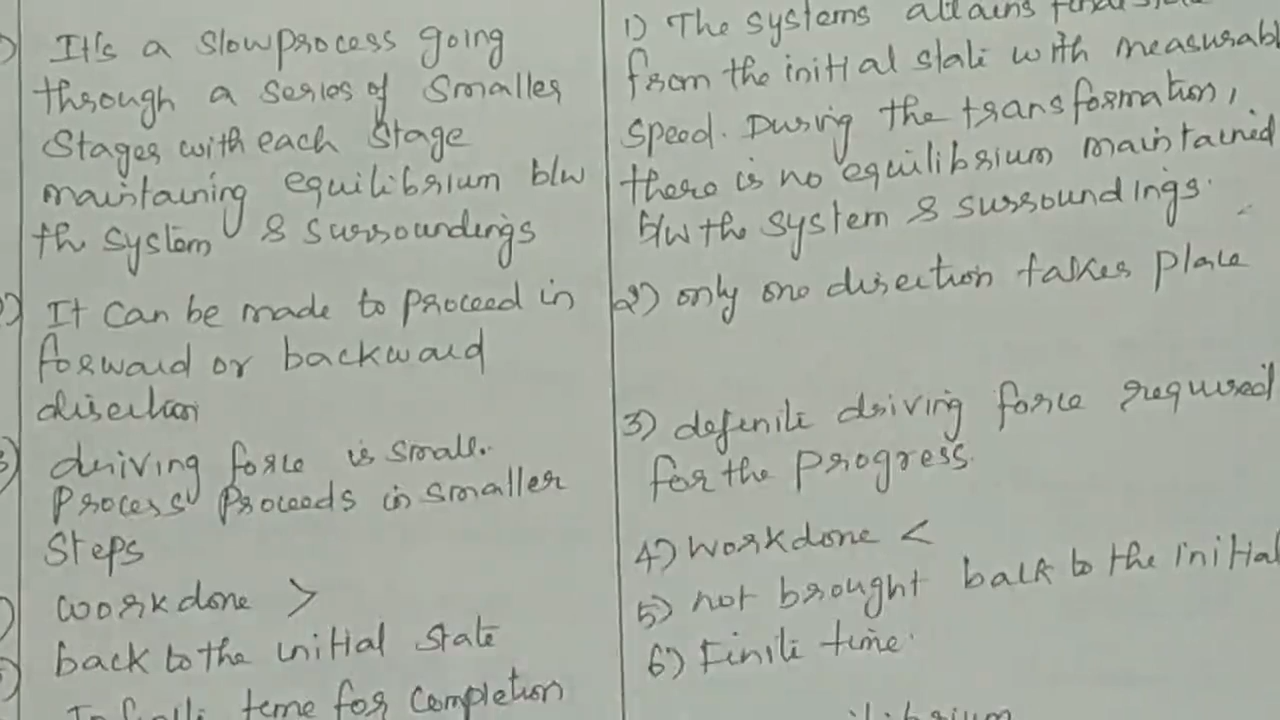 It's a slow process going
through a series of smaller
stages with each stage
maintaining equilibrium b/w
th system & surroundings
It can be made to proceed in
forward or backward
direction
driving force is small.
Process proceeds in smaller
steps
workdone >
back to the initial state
time for completion
1) The systems attains
from the initial state with measurabl
speed. During the transformation,
there is no equilibrium maintained
b/w the system & surroundings.
2) only one direction takes place
3) definite driving force required
for the progress.
4) workdone <
5) not brought back to the initial
6) Finite time.